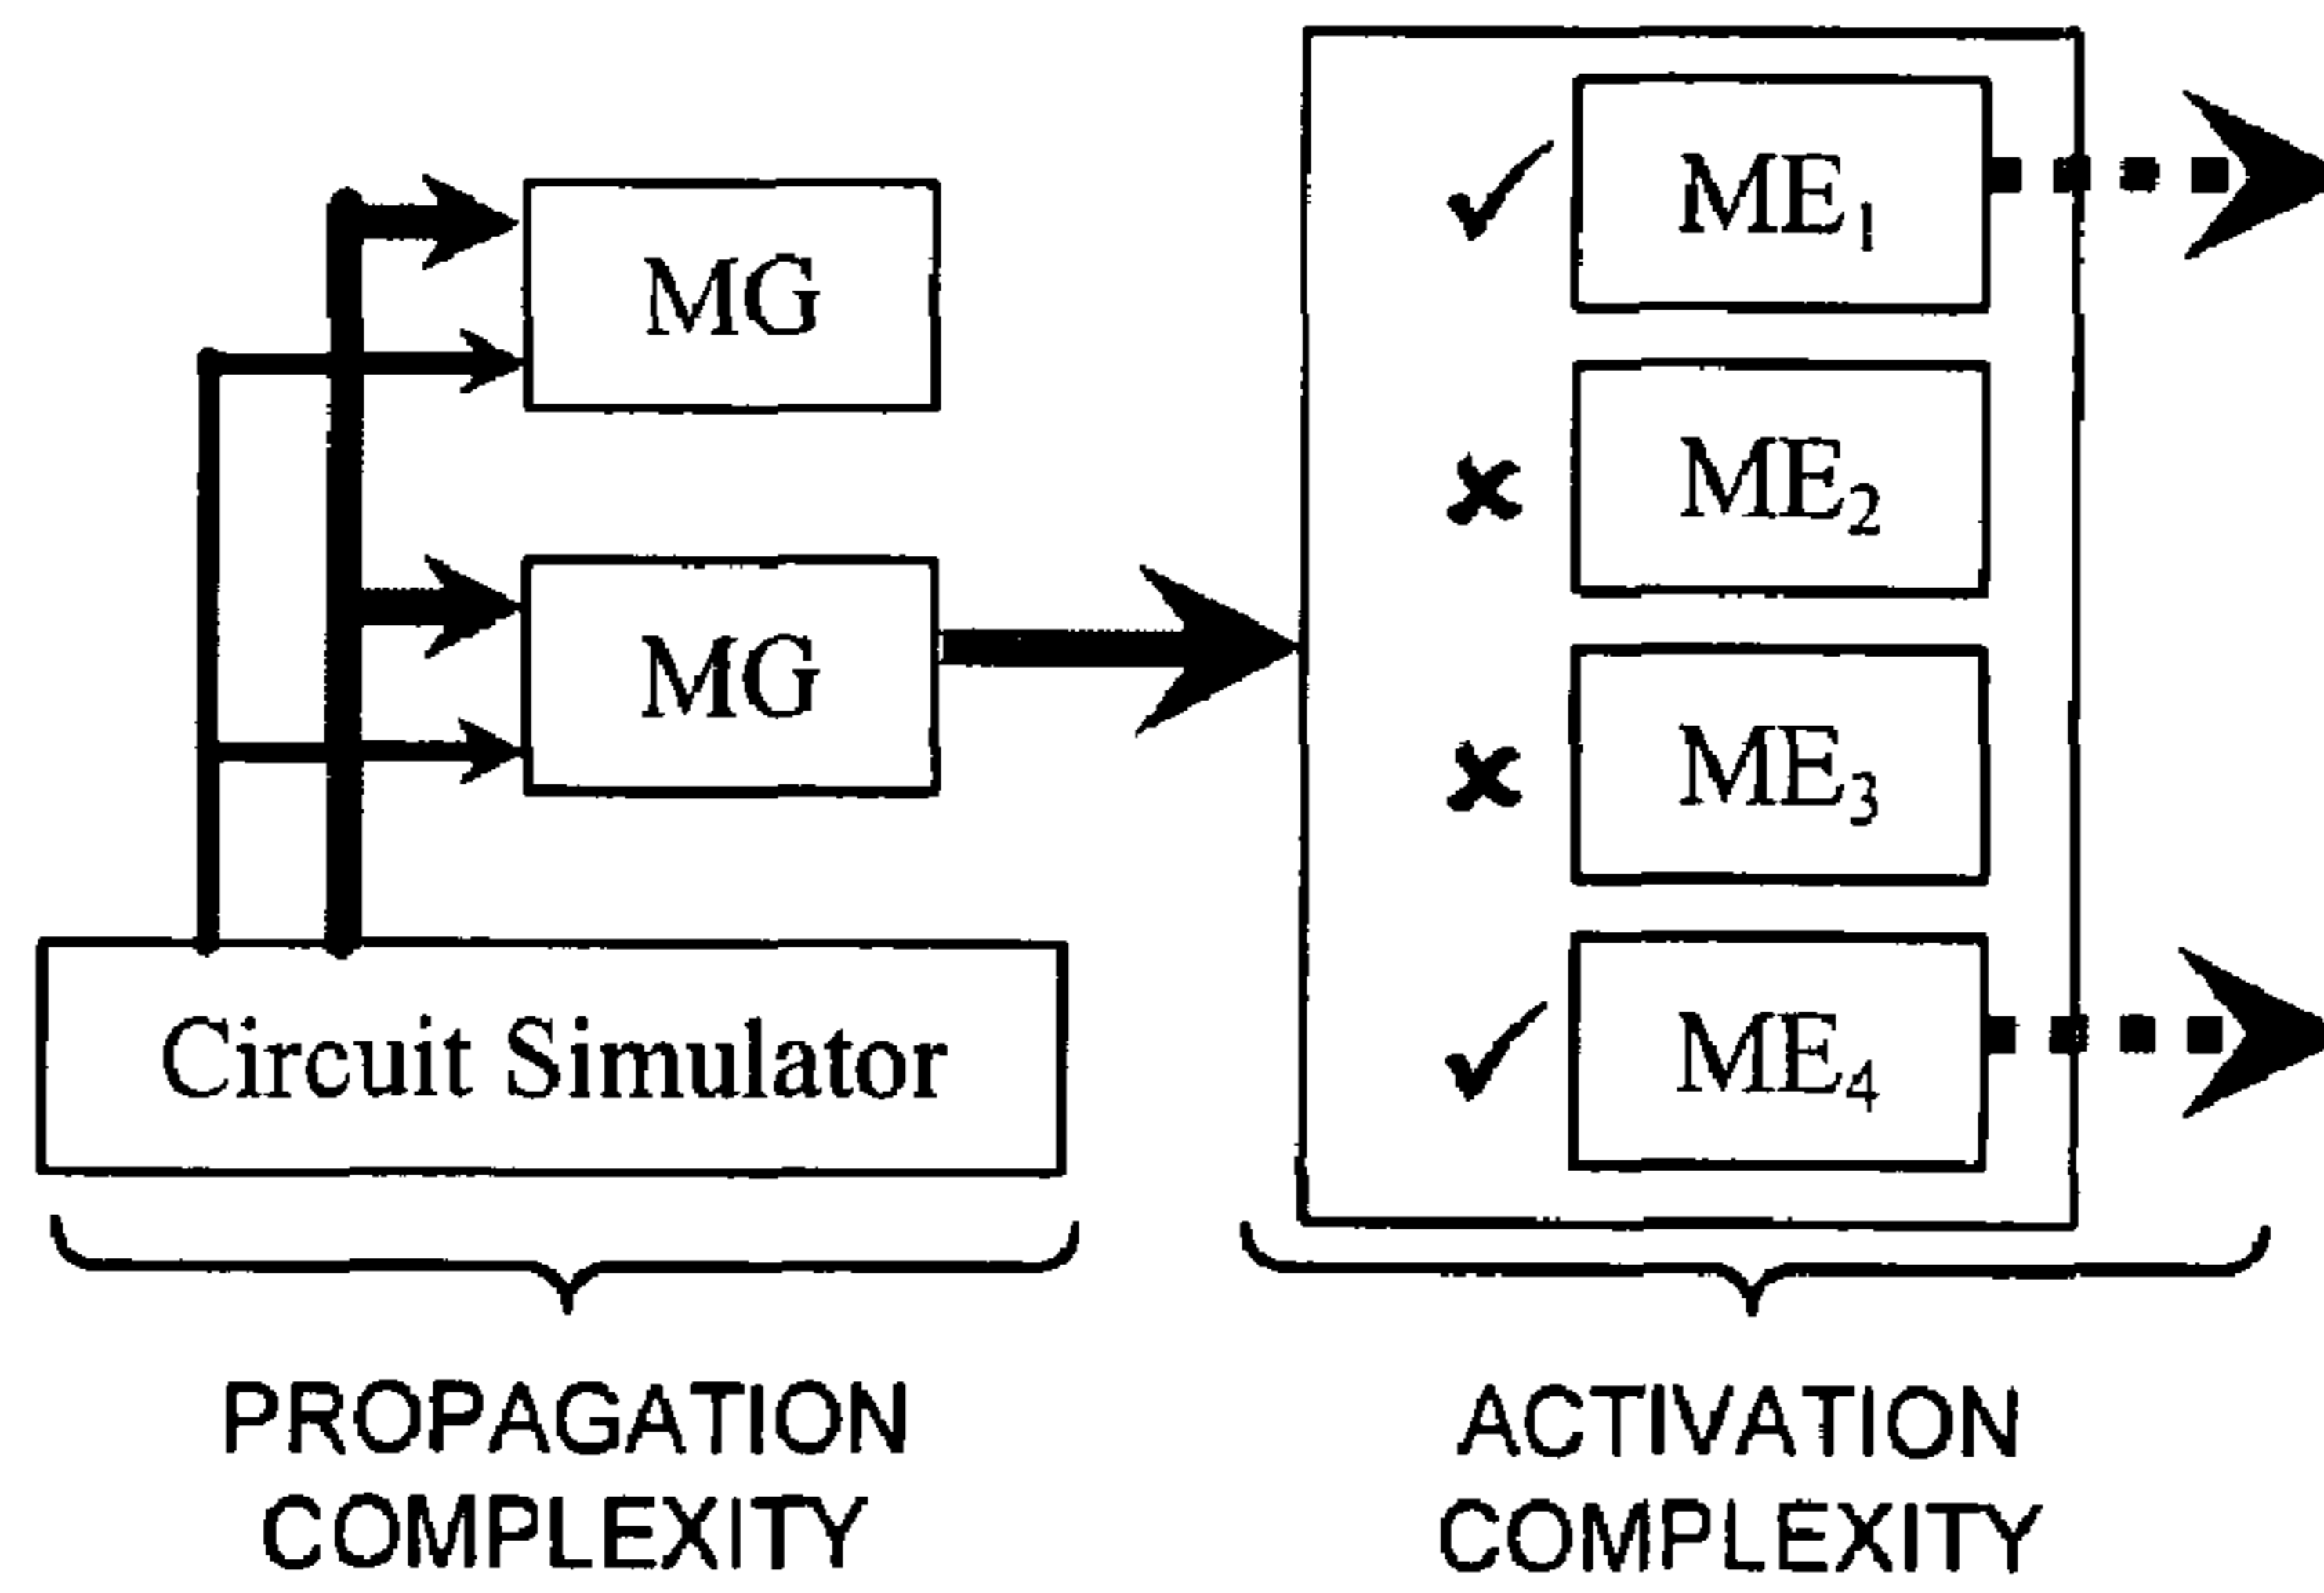 MG
MG
Circuit Simulator
ME₁
ME₂
ME₃
ME₄
PROPAGATION
COMPLEXITY
ACTIVATION
COMPLEXITY